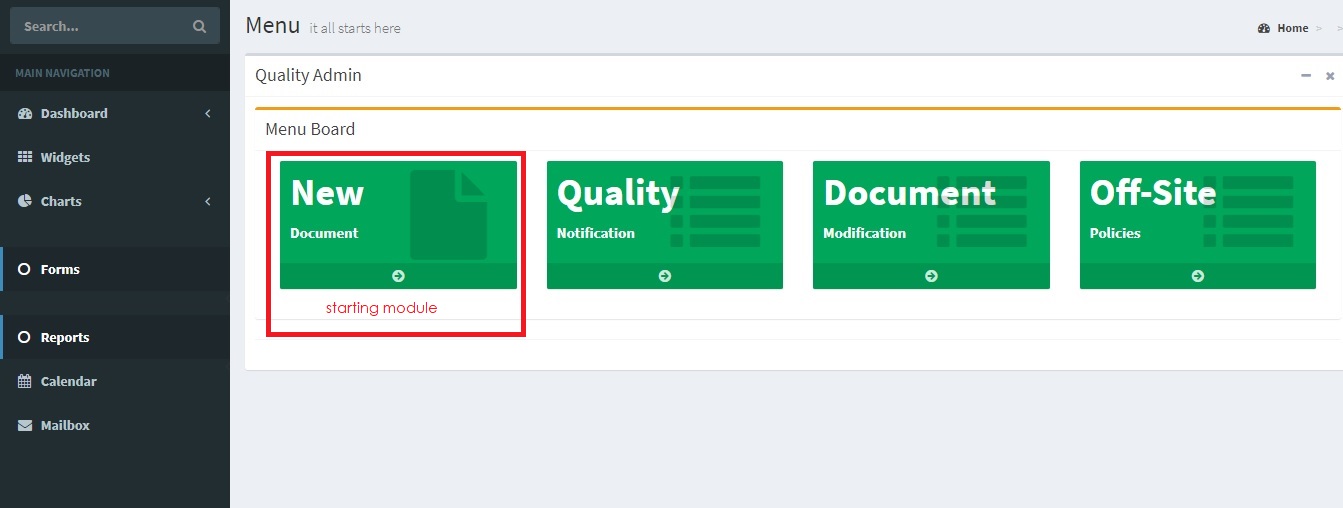 Search...
MAIN NAVIGATION
Dashboard
Widgets
Charts
Forms
Reports
Calendar
Mailbox
Menu it all starts here
Home > >
Quality Admin
Menu Board
New
Document
Quality
Notification
Document
Modification
Off-Site
Policies
starting module